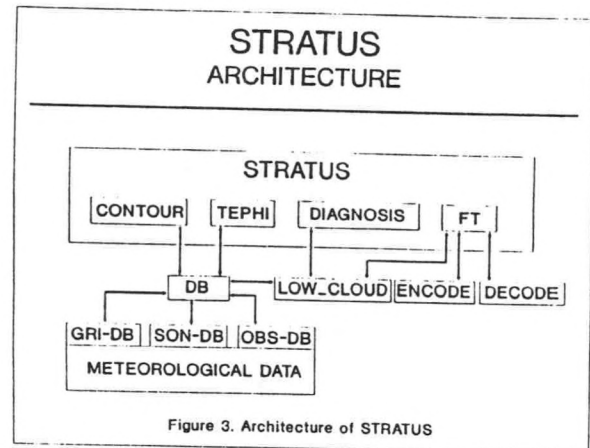 STRATUS
ARCHITECTURE
STRATUS
CONTOUR TEPHI DIAGNOSIS FT
DB LOW_CLOUD ENCODE DECODE
GRI-DB SON-DB OBS-DB
METEOROLOGICAL DATA
Figure 3. Architecture of STRATUS